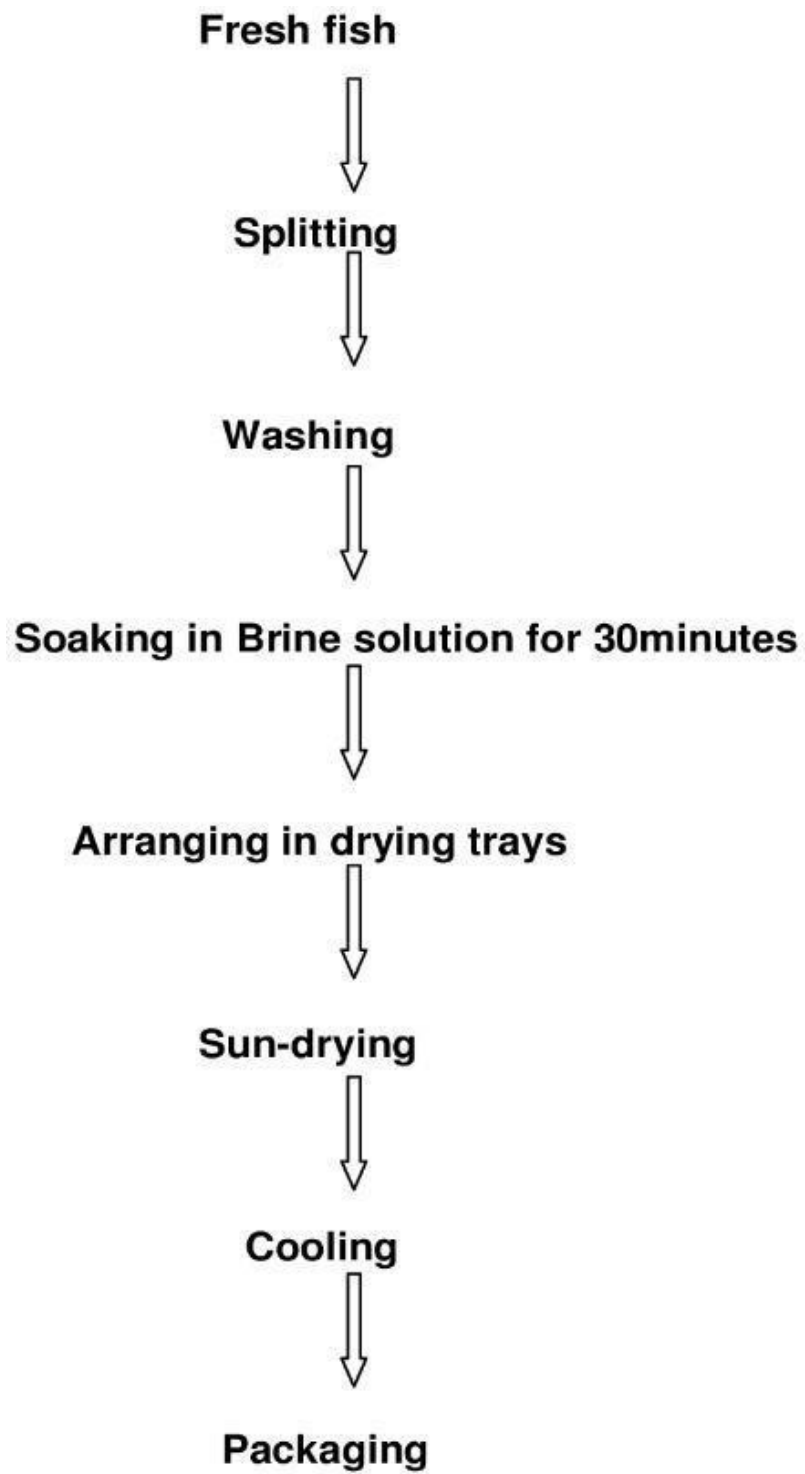 Fresh fish
Splitting
Washing
Soaking in Brine solution for 30minutes
Arranging in drying trays
Sun-drying
Cooling
Packaging